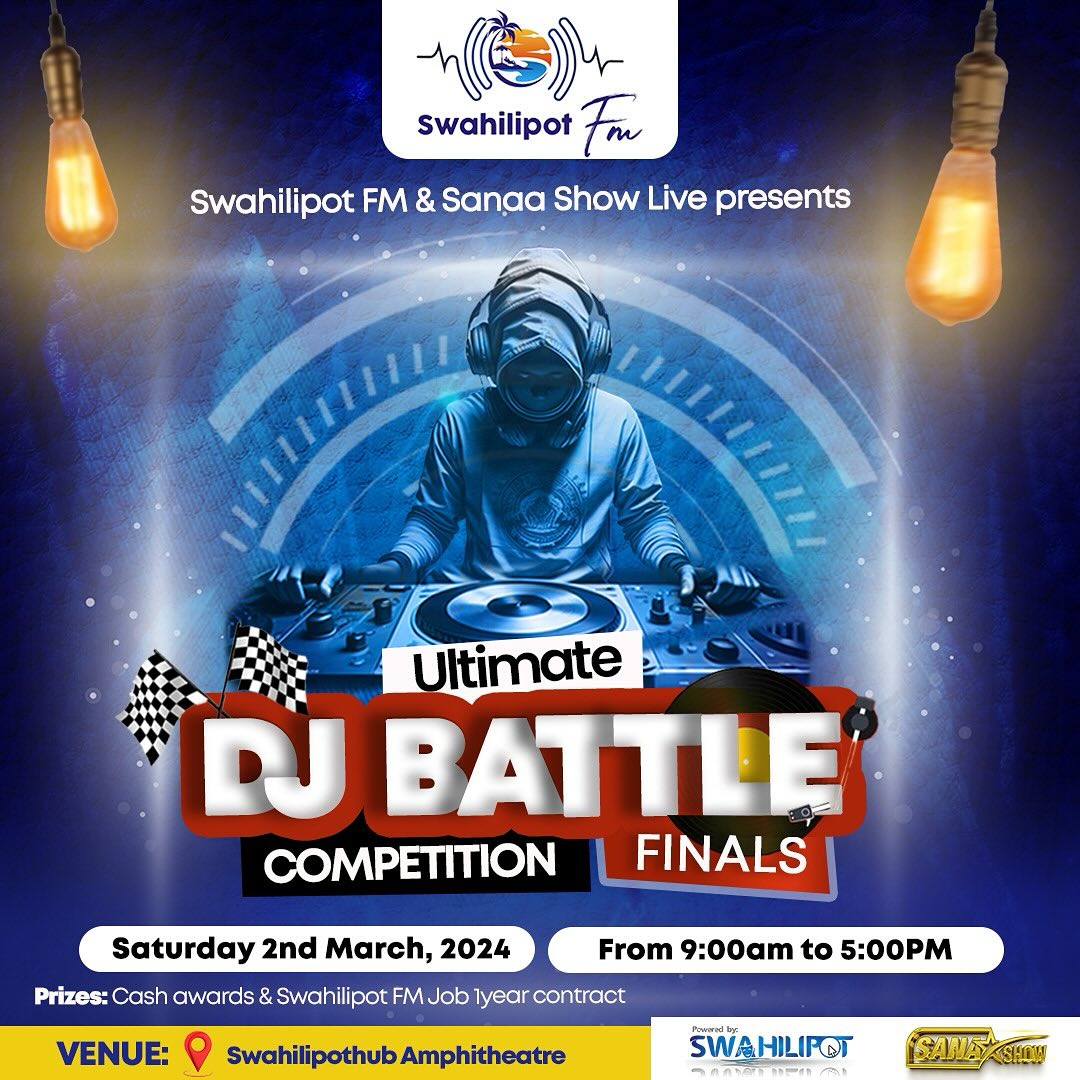 Swahilipot Fm
Swahilipot FM & Sanaa Show Live presents
Ultimate
DJ BATTLE
COMPETITION
FINALS
Saturday 2nd March, 2024
From 9:00am to 5:00PM
Prizes: Cash awards & Swahilipot FM Job 1year contract
VENUE: Swahilipothub Amphitheatre
Powered by:
SWAHILIPOT
SANAA SHOW